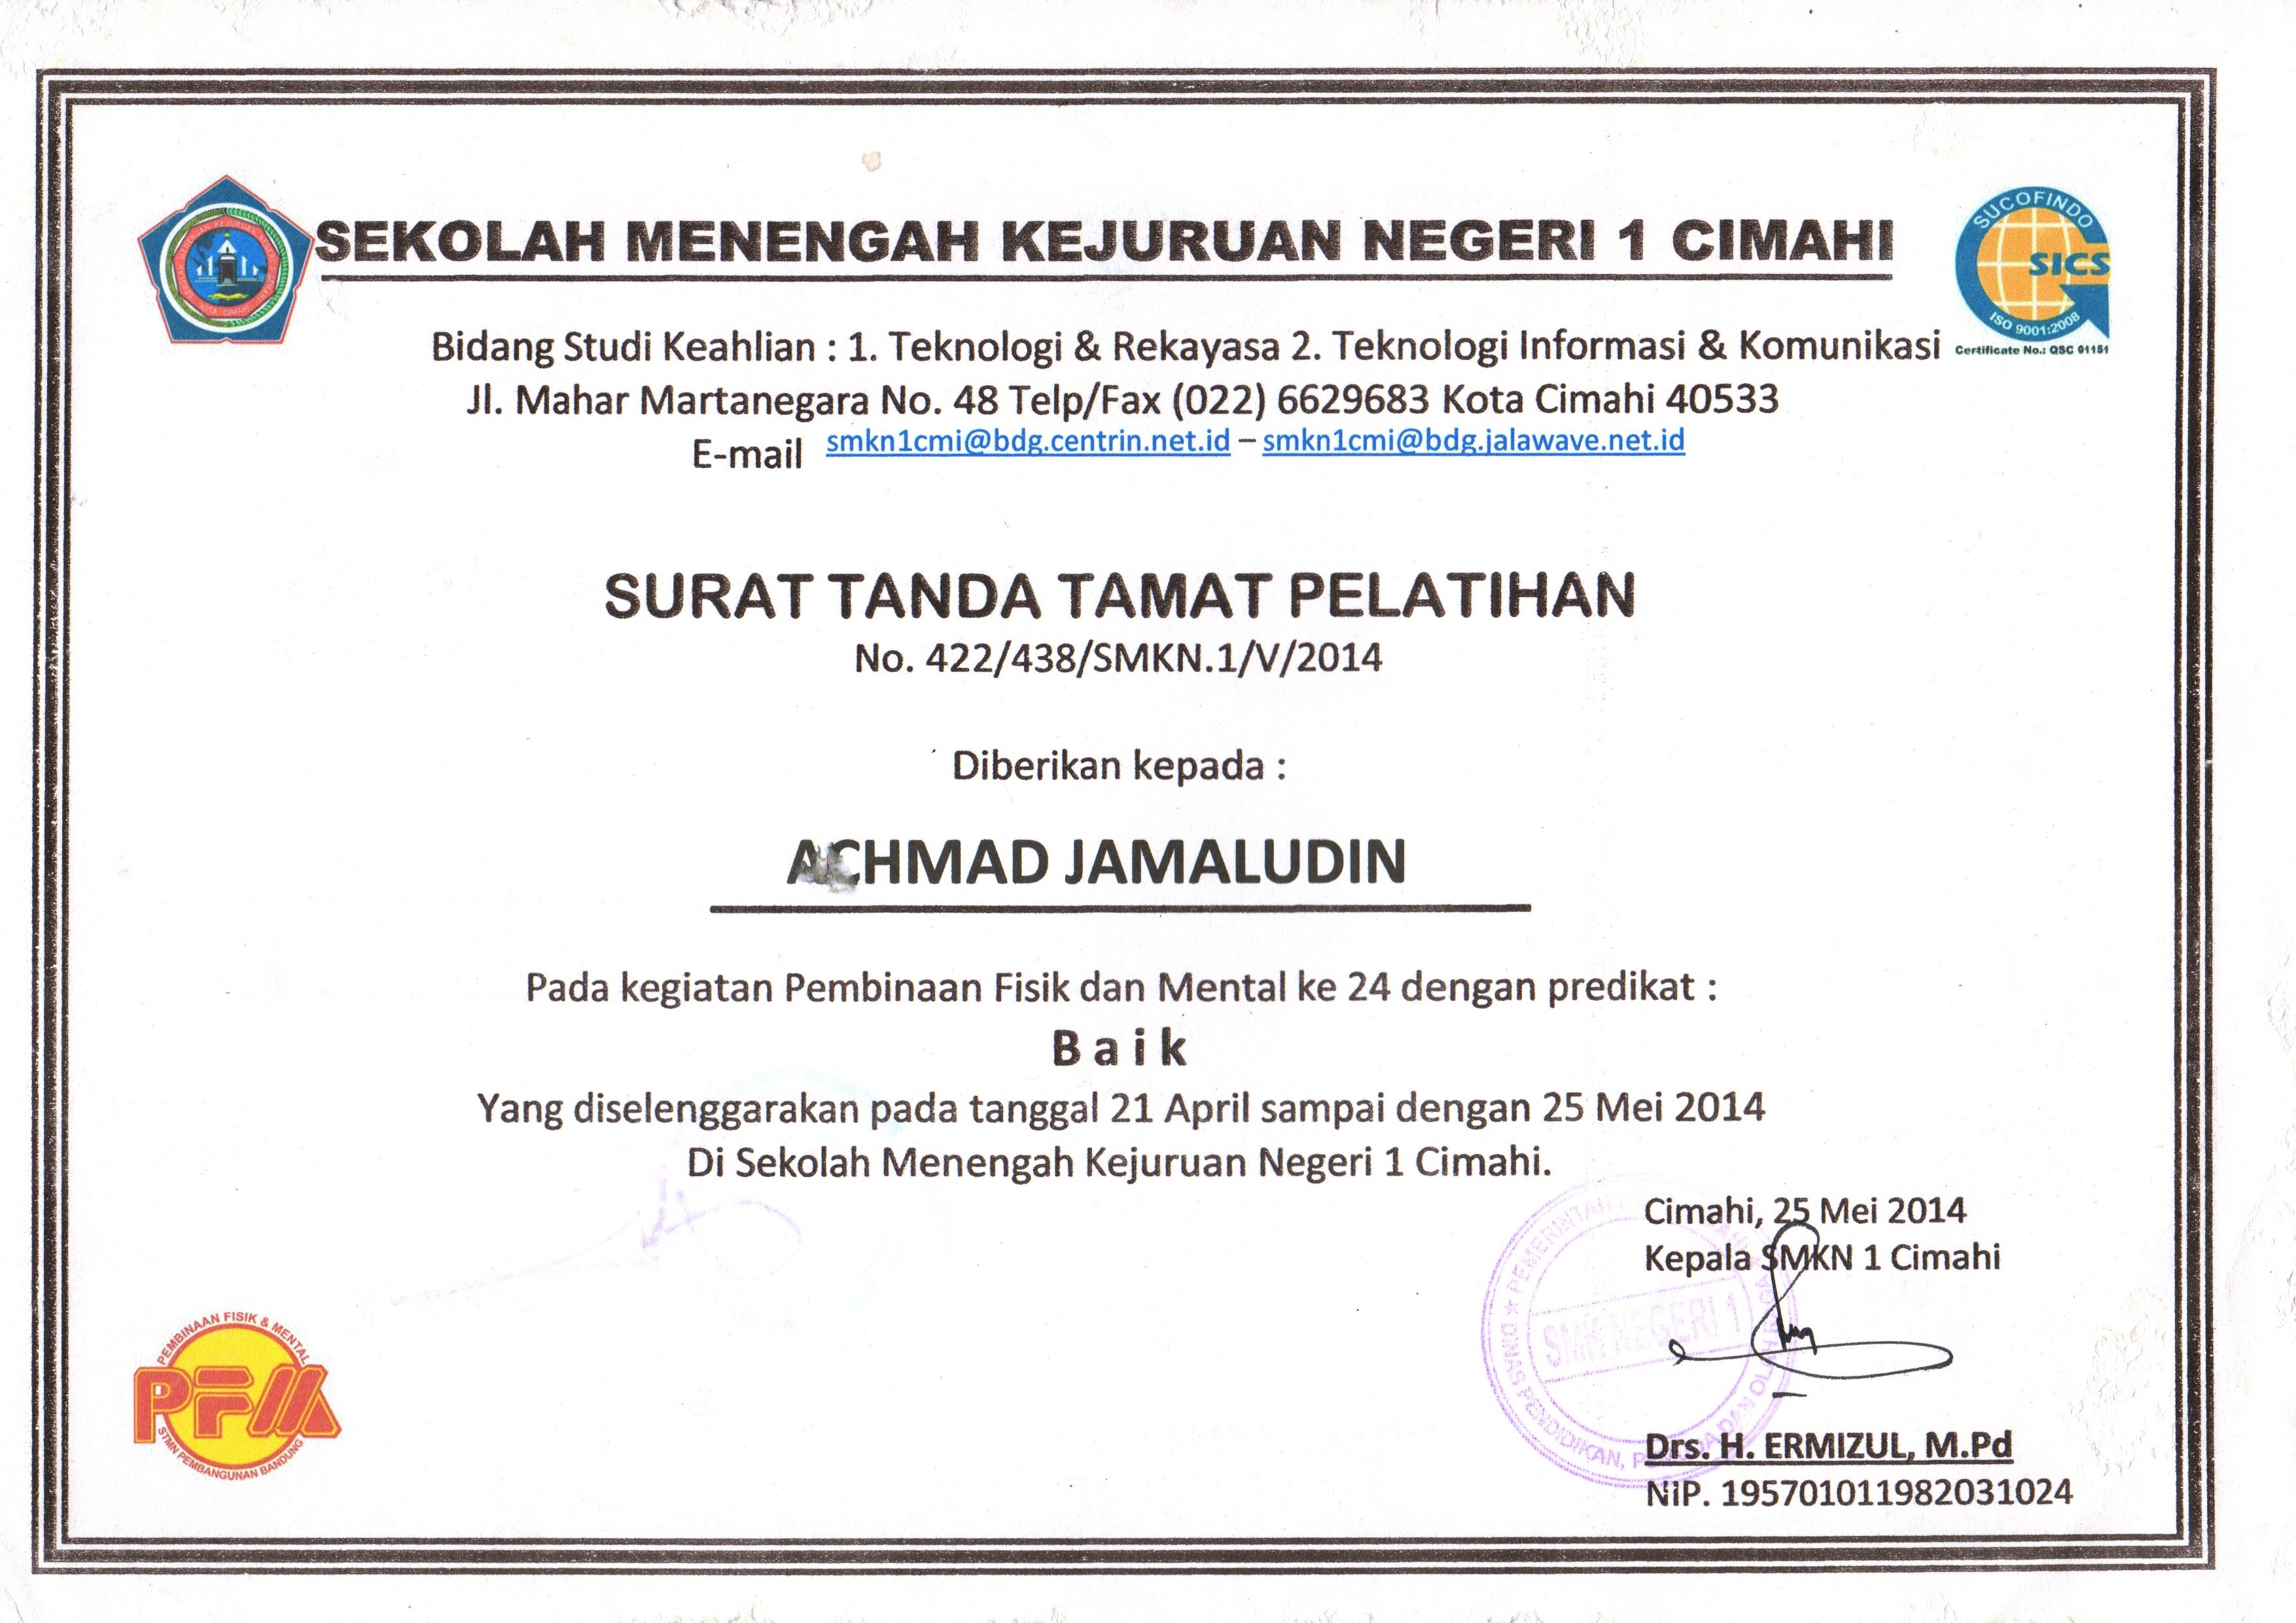 SEKOLAH MENENGAH KEJURUAN NEGERI 1 CIMAHI
SUCOFINDO
SICS
ISO 9001:2008
Certificate No.: QSC 01151
Bidang Studi Keahlian : 1. Teknologi & Rekayasa 2. Teknologi Informasi & Komunikasi
Jl. Mahar Martanegara No. 48 Telp/Fax (022) 6629683 Kota Cimahi 40533
E-mail smkn1cmi@bdg.centrin.net.id – smkn1cmi@bdg.jalawave.net.id
SURAT TANDA TAMAT PELATIHAN
No. 422/438/SMKN.1/V/2014
Diberikan kepada :
ACHMAD JAMALUDIN
Pada kegiatan Pembinaan Fisik dan Mental ke 24 dengan predikat :
Baik
Yang diselenggarakan pada tanggal 21 April sampai dengan 25 Mei 2014
Di Sekolah Menengah Kejuruan Negeri 1 Cimahi.
Cimahi, 25 Mei 2014
Kepala SMKN 1 Cimahi
SMK NEGERI 1
DINAS PENDIDIKAN, DAN
Drs. H. ERMIZUL, M.Pd
NIP. 195701011982031024
PEMBINAAN FISIK & MENTAL
PFM
STMN PEMBANGUNAN BANDUNG